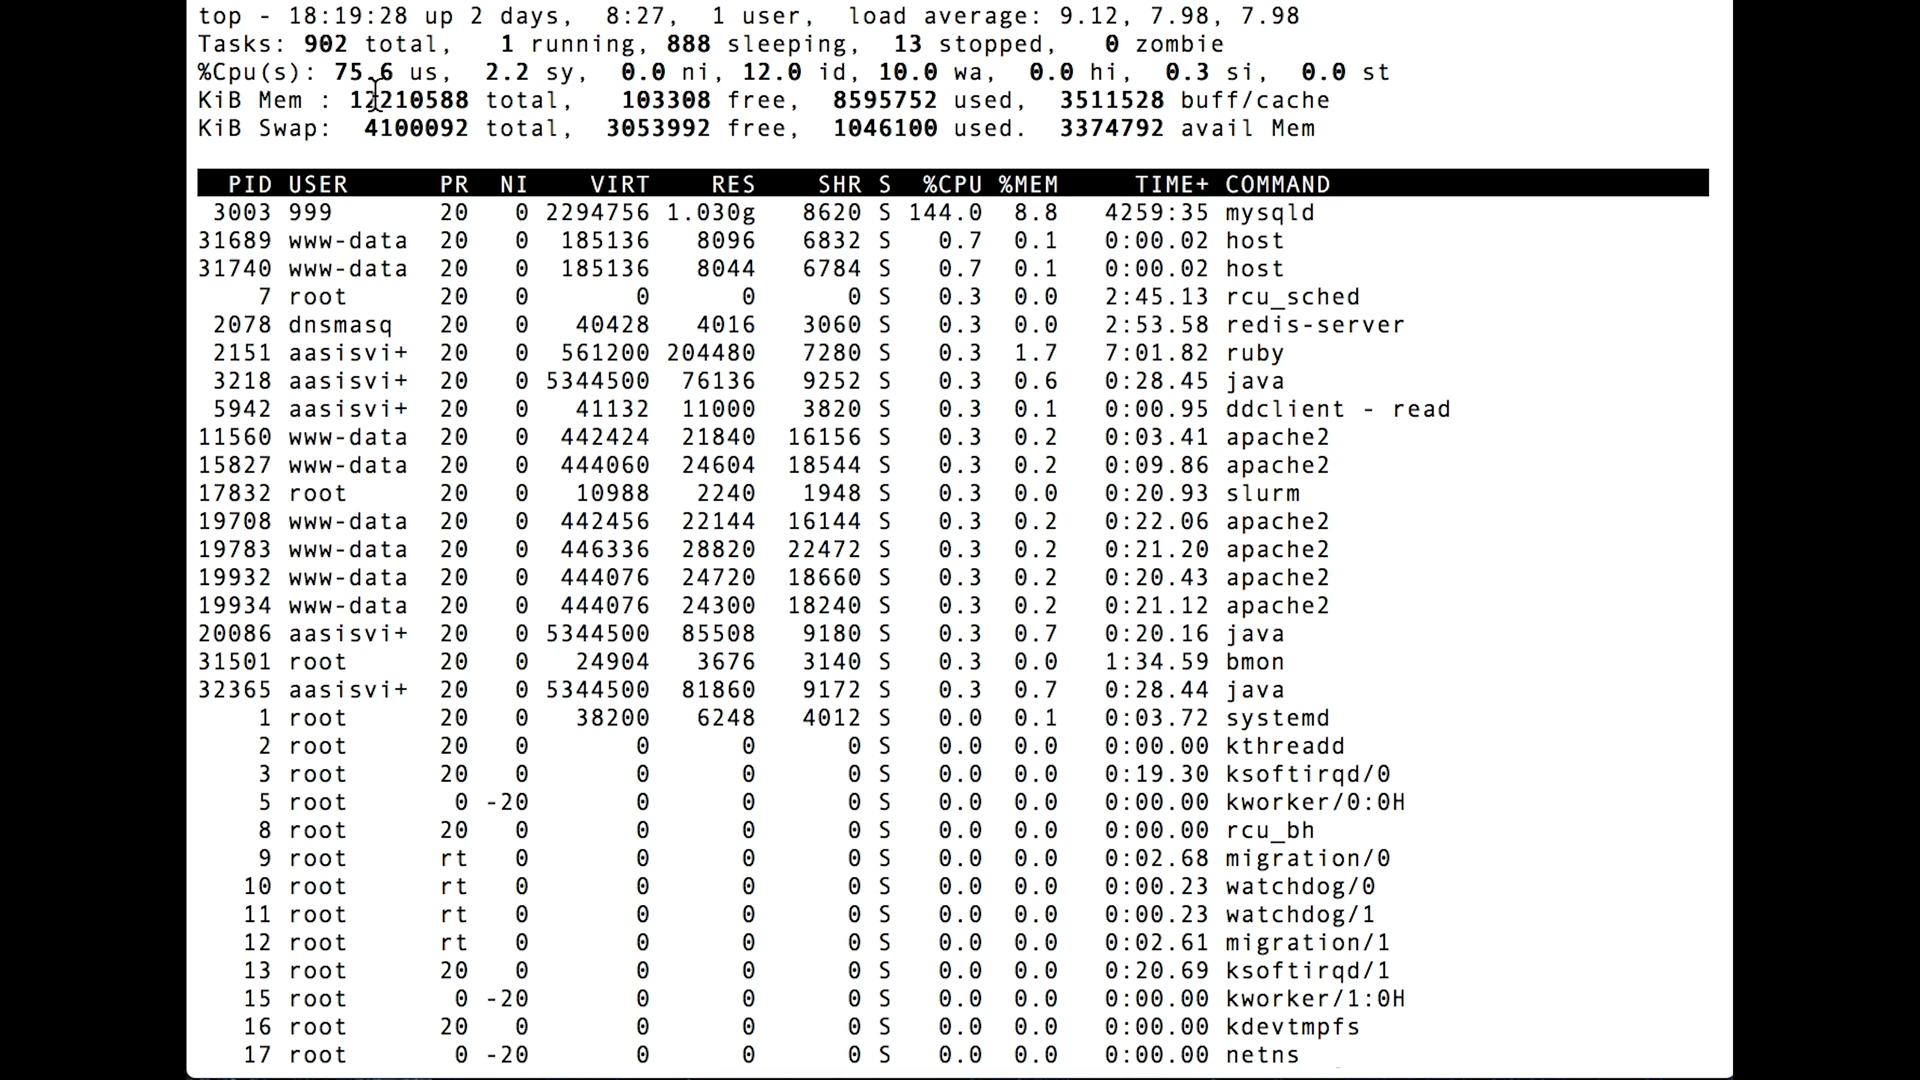 top - 18:19:28 up 2 days,  8:27,  1 user,  load average: 9.12, 7.98, 7.98
Tasks: 902 total,   1 running, 888 sleeping,  13 stopped,   0 zombie
%Cpu(s): 75.6 us,  2.2 sy,  0.0 ni, 12.0 id, 10.0 wa,  0.0 hi,  0.3 si,  0.0 st
KiB Mem : 12210588 total,   103308 free,  8595752 used,  3511528 buff/cache
KiB Swap:  4100092 total,  3053992 free,  1046100 used.  3374792 avail Mem
PID USER      PR  NI    VIRT    RES    SHR S  %CPU %MEM     TIME+ COMMAND
3003 999       20   0 2294756 1.030g   8620 S 144.0  8.8   4259:35 mysqld
31689 www-data  20   0  185136   8096   6832 S   0.7  0.1   0:00.02 host
31740 www-data  20   0  185136   8044   6784 S   0.7  0.1   0:00.02 host
7 root      20   0       0      0      0 S   0.3  0.0   2:45.13 rcu_sched
2078 dnsmasq   20   0   40428   4016   3060 S   0.3  0.0   2:53.58 redis-server
2151 aasisvi+  20   0  561200 204480   7280 S   0.3  1.7   7:01.82 ruby
3218 aasisvi+  20   0 5344500  76136   9252 S   0.3  0.6   0:28.45 java
5942 aasisvi+  20   0   41132  11000   3820 S   0.3  0.1   0:00.95 ddclient - read
11560 www-data  20   0  442424  21840  16156 S   0.3  0.2   0:03.41 apache2
15827 www-data  20   0  444060  24604  18544 S   0.3  0.2   0:09.86 apache2
17832 root      20   0   10988   2240   1948 S   0.3  0.0   0:20.93 slurm
19708 www-data  20   0  442456  22144  16144 S   0.3  0.2   0:22.06 apache2
19783 www-data  20   0  446336  28820  22472 S   0.3  0.2   0:21.20 apache2
19932 www-data  20   0  444076  24720  18660 S   0.3  0.2   0:20.43 apache2
19934 www-data  20   0  444076  24300  18240 S   0.3  0.2   0:21.12 apache2
20086 aasisvi+  20   0 5344500  85508   9180 S   0.3  0.7   0:20.16 java
31501 root      20   0   24904   3676   3140 S   0.3  0.0   1:34.59 bmon
32365 aasisvi+  20   0 5344500  81860   9172 S   0.3  0.7   0:28.44 java
1 root      20   0   38200   6248   4012 S   0.0  0.1   0:03.72 systemd
2 root      20   0       0      0      0 S   0.0  0.0   0:00.00 kthreadd
3 root      20   0       0      0      0 S   0.0  0.0   0:19.30 ksoftirqd/0
5 root       0 -20       0      0      0 S   0.0  0.0   0:00.00 kworker/0:0H
8 root      20   0       0      0      0 S   0.0  0.0   0:00.00 rcu_bh
9 root      rt   0       0      0      0 S   0.0  0.0   0:02.68 migration/0
10 root      rt   0       0      0      0 S   0.0  0.0   0:00.23 watchdog/0
11 root      rt   0       0      0      0 S   0.0  0.0   0:00.23 watchdog/1
12 root      rt   0       0      0      0 S   0.0  0.0   0:02.61 migration/1
13 root      20   0       0      0      0 S   0.0  0.0   0:20.69 ksoftirqd/1
15 root       0 -20       0      0      0 S   0.0  0.0   0:00.00 kworker/1:0H
16 root      20   0       0      0      0 S   0.0  0.0   0:00.00 kdevtmpfs
17 root       0 -20       0      0      0 S   0.0  0.0   0:00.00 netns